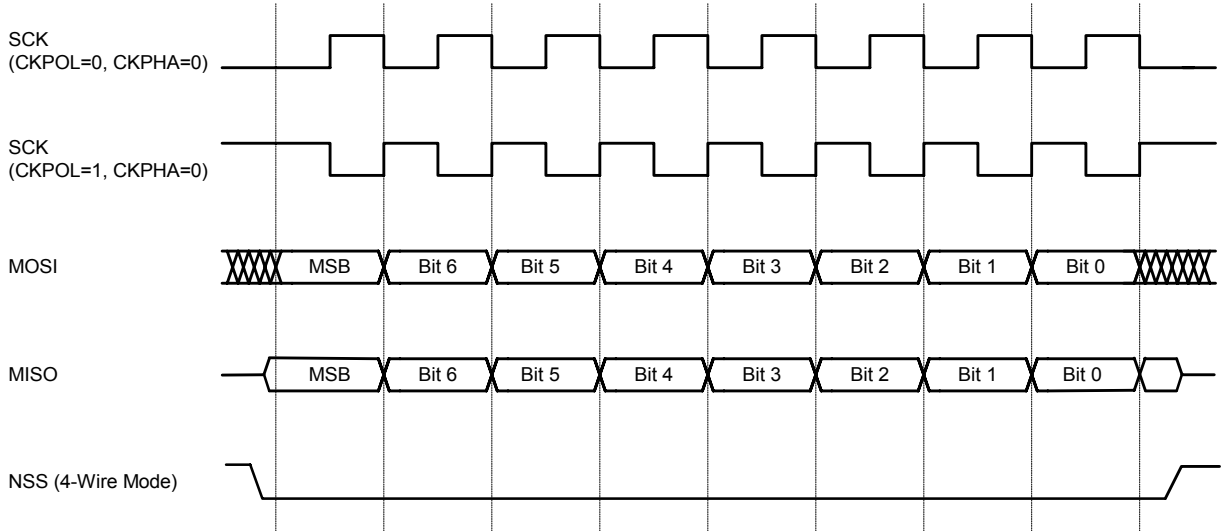 SCK
(CKPOL=0, CKPHA=0)
SCK
(CKPOL=1, CKPHA=0)
MOSI
MSB Bit 6 Bit 5 Bit 4 Bit 3 Bit 2 Bit 1 Bit 0
MISO
MSB Bit 6 Bit 5 Bit 4 Bit 3 Bit 2 Bit 1 Bit 0
NSS (4-Wire Mode)